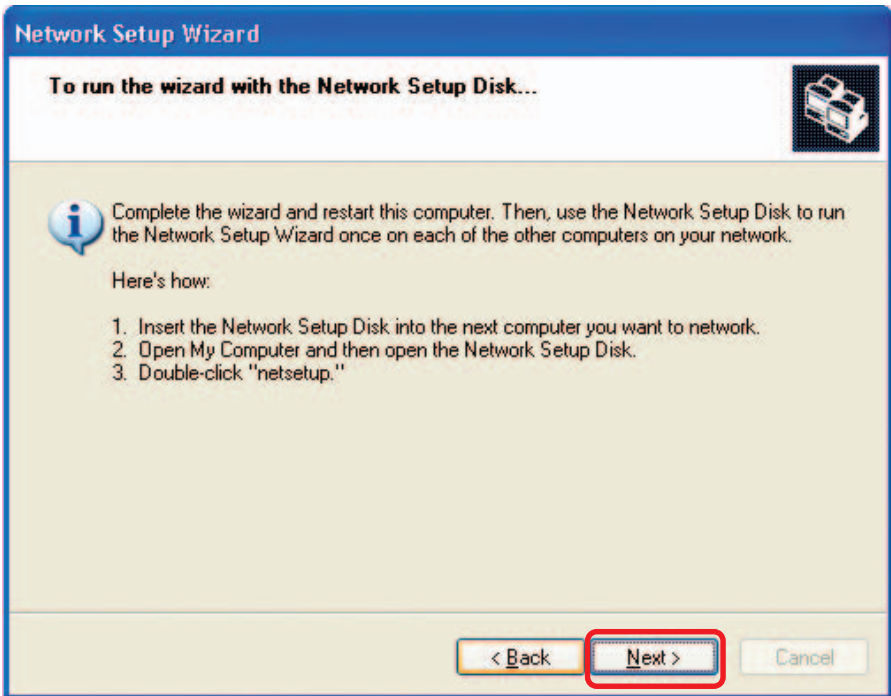 Network Setup Wizard
To run the wizard with the Network Setup Disk...
Complete the wizard and restart this computer. Then, use the Network Setup Disk to run
the Network Setup Wizard once on each of the other computers on your network.
Here's how:
1. Insert the Network Setup Disk into the next computer you want to network.
2. Open My Computer and then open the Network Setup Disk.
3. Double-click "netsetup."
< Back Next > Cancel